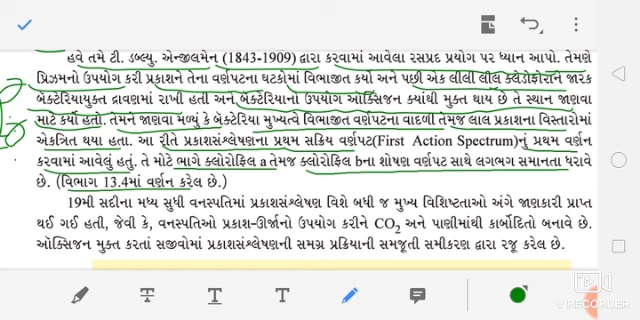 હવે તમે ટી. ડબ્લ્યુ. એન્જીલમેન (1843-1909) દ્વારા કરવામાં આવેલા રસપ્રદ પ્રયોગ પર ધ્યાન આપો. તેમણે
પ્રિઝમનો ઉપયોગ કરી પ્રકાશને તેના વર્ણપટના ઘટકોમાં વિભાજીત કર્યો અને પછી એક લીલી લીલ ક્લેડોફોરાને જારક
બૅક્ટેરિયાયુક્ત દ્રાવણમાં રાખી હતી અને બૅક્ટેરિયાનો ઉપયોગ ઑક્સિજન ક્યાંથી મુક્ત થાય છે તે સ્થાન જાણવા
માટે કર્યો હતો. તેમને જાણવા મળ્યું કે બૅક્ટેરિયા મુખ્યત્વે વિભાજીત વર્ણપટના વાદળી તેમજ લાલ પ્રકાશના વિસ્તારોમાં
એકત્રિત થયા હતા. આ રીતે પ્રકાશસંશ્લેષણના પ્રથમ સક્રિય વર્ણપટ(First Action Spectrum)નું પ્રથમ વર્ણન
કરવામાં આવેલું હતું. તે મોટે ભાગે ક્લોરોફિલ a તેમજ ક્લોરોફિલ bના શોષણ વર્ણપટ સાથે લગભગ સમાનતા ધરાવે
છે. (વિભાગ 13.4માં વર્ણન કરેલ છે.)
19મી સદીના મધ્ય સુધી વનસ્પતિમાં પ્રકાશસંશ્લેષણ વિશે બધી જ મુખ્ય વિશિષ્ટતાઓ અંગે જાણકારી પ્રાપ્ત
થઈ ગઈ હતી, જેવી કે, વનસ્પતિઓ પ્રકાશ-ઊર્જાનો ઉપયોગ કરીને CO₂ અને પાણીમાંથી કાર્બોદિતો બનાવે છે.
ઑક્સિજન મુક્ત કરતાં સજીવોમાં પ્રકાશસંશ્લેષણની સમગ્ર પ્રક્રિયાની સમજૂતી સમીકરણ દ્વારા રજૂ કરેલ છે.
T T
VRECORDER